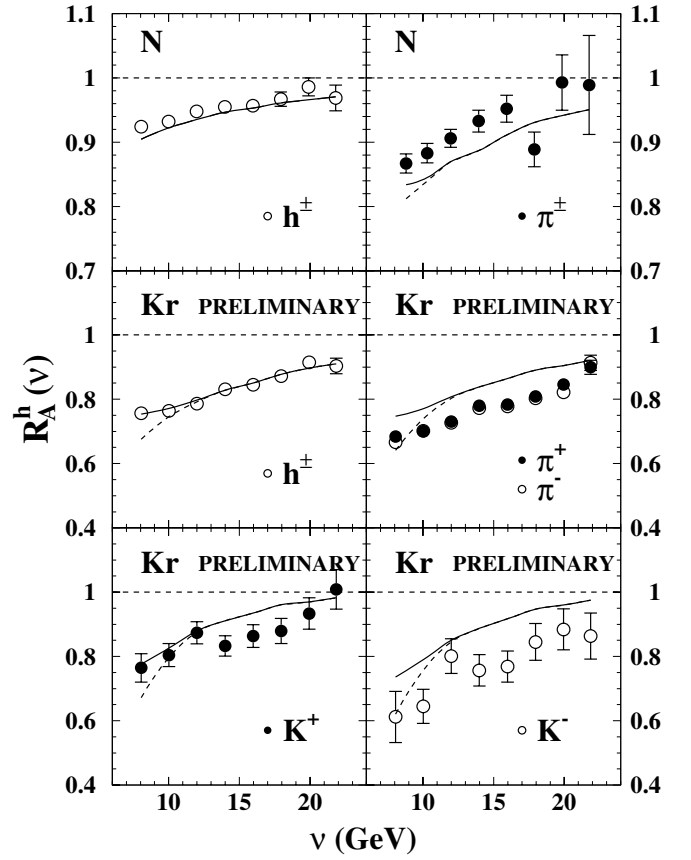 1.1 N N 1.1
1 1
0.9 0.9
0.8 0.8
h± π±
0.7 0.7
Kr PRELIMINARY Kr PRELIMINARY
1 1
0.8 0.8
0.6 h± π+ 0.6
π-
0.4 0.4
Kr PRELIMINARY Kr PRELIMINARY
1 1
0.8 0.8
0.6 0.6
K+ K-
0.4 0.4
10 15 20 10 15 20
ν (GeV)
R_A^h (ν)